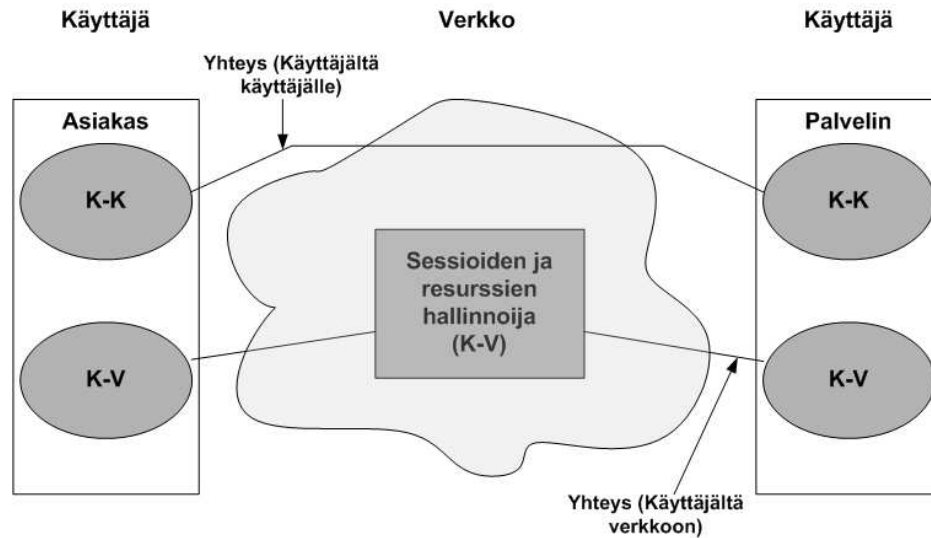 Käyttäjä
Verkko
Käyttäjä
Yhteys (Käyttäjältä
käyttäjälle)
Asiakas
Palvelin
K-K
K-K
Sessioiden ja
resurssien
hallinnoija
(K-V)
K-V
K-V
Yhteys (Käyttäjältä
verkkoon)